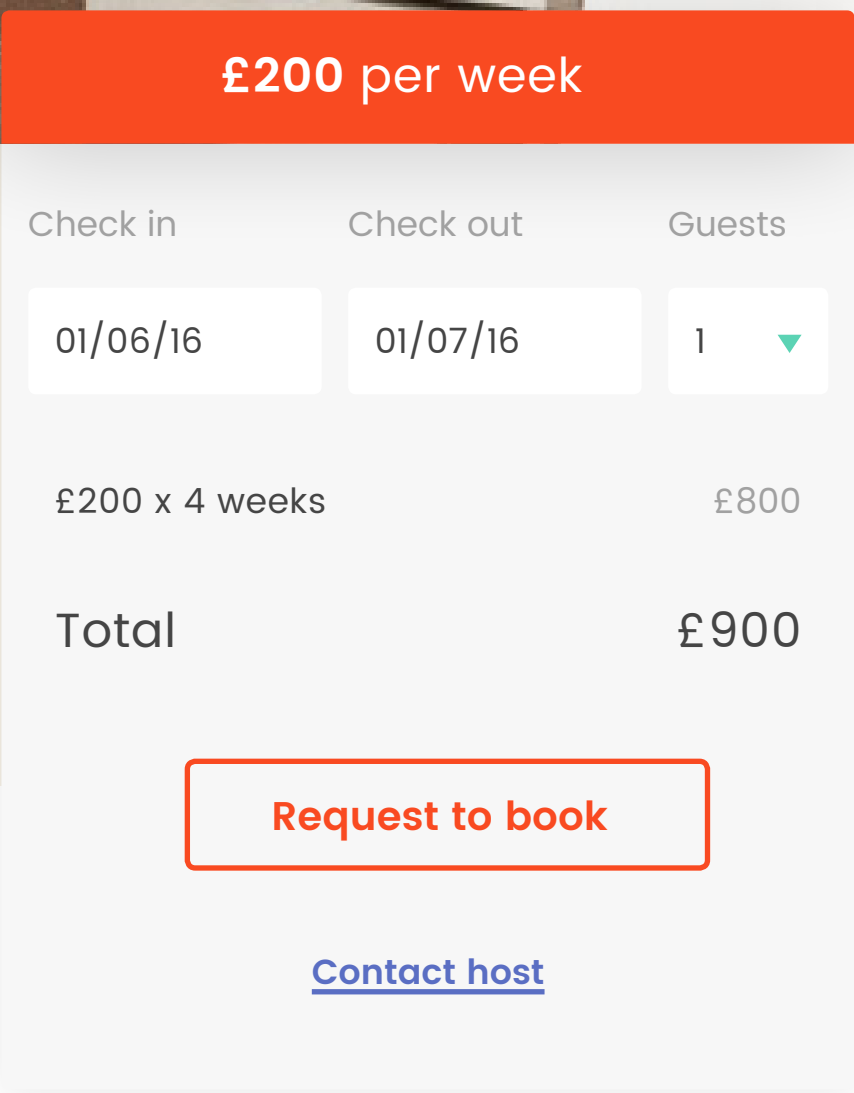 £200 per week
Check in Check out Guests
01/06/16 01/07/16 1
£200 x 4 weeks £800
Total £900
Request to book
Contact host